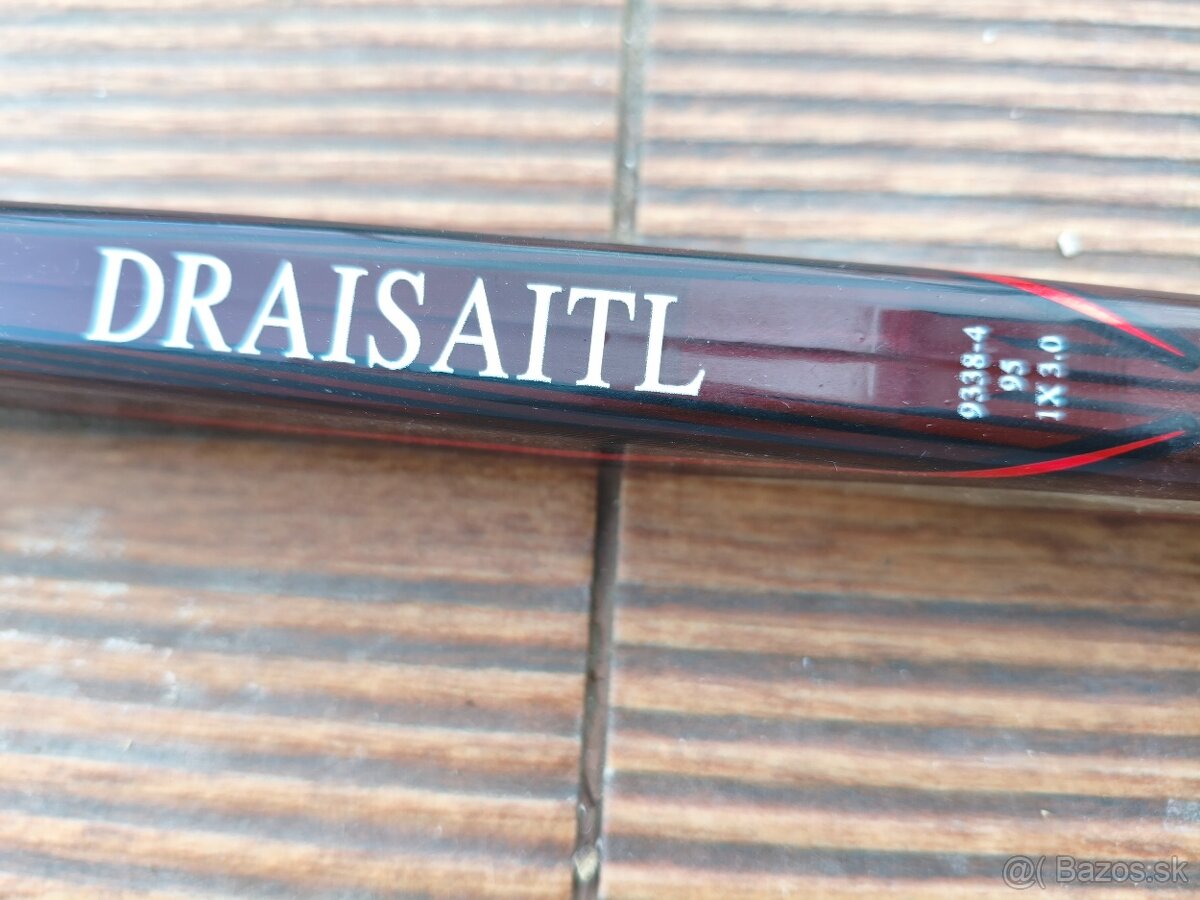 DRAISAITL
9338-4
95
1X 3.0
@( Bazos.sk